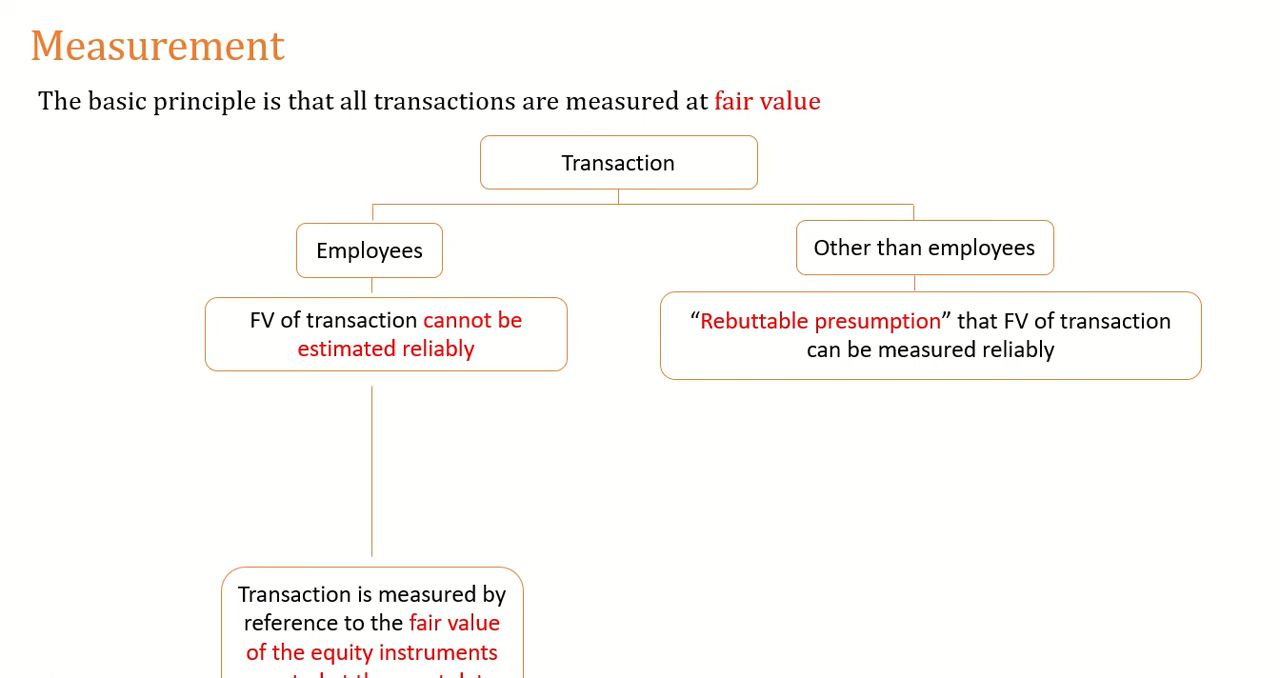 Measurement
The basic principle is that all transactions are measured at fair value
Transaction
Employees
Other than employees
FV of transaction cannot be
estimated reliably
“Rebuttable presumption” that FV of transaction
can be measured reliably
Transaction is measured by
reference to the fair value
of the equity instruments